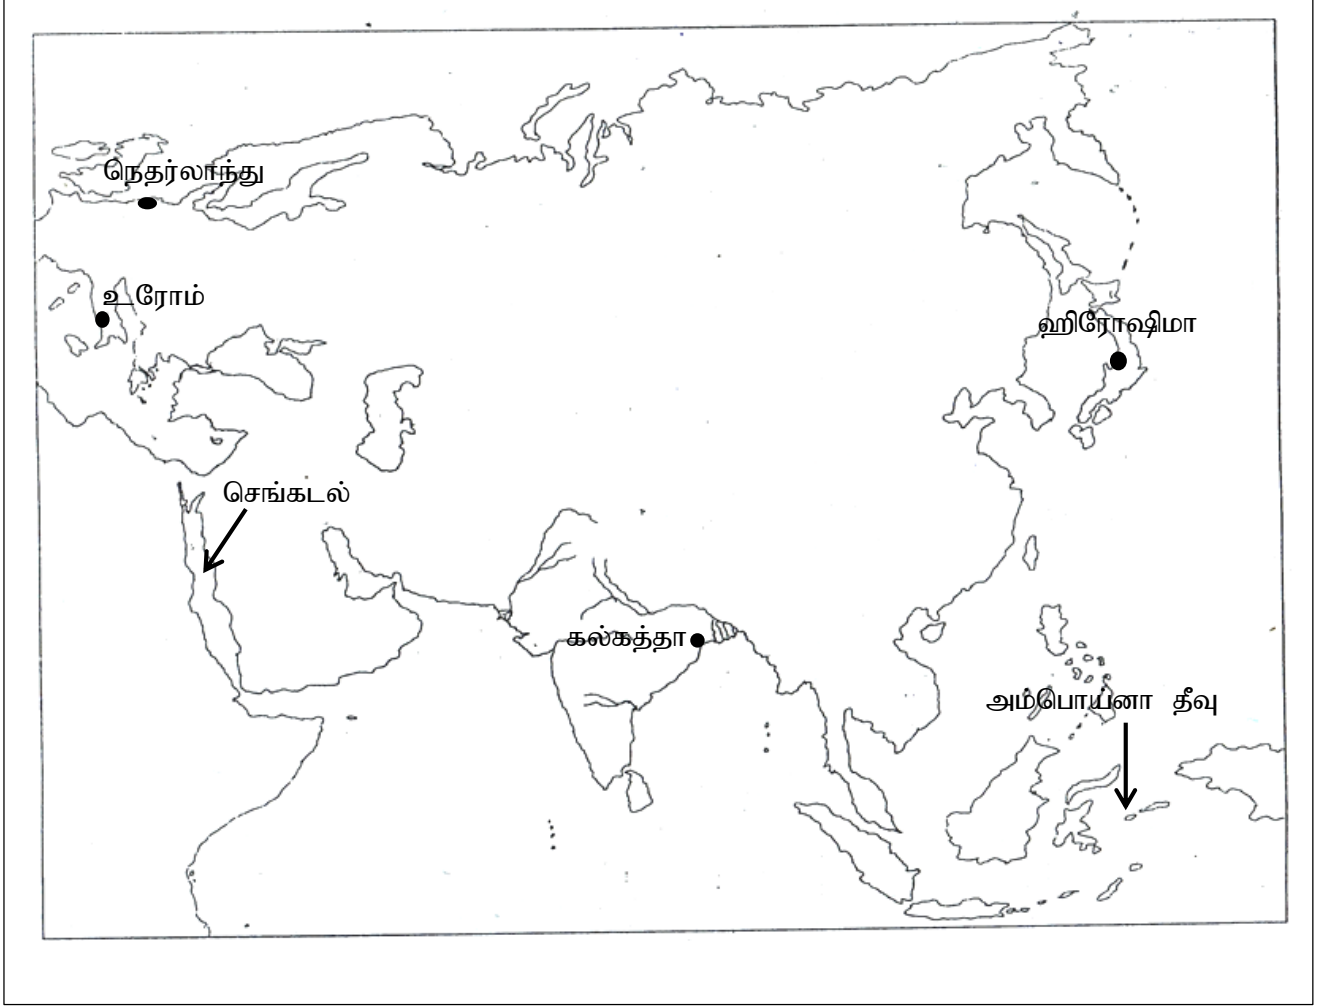 நெதர்லாந்து
உரோம்
ஹிரோஷிமா
செங்கடல்
கல்கத்தா
அம்பொய்னா தீவு